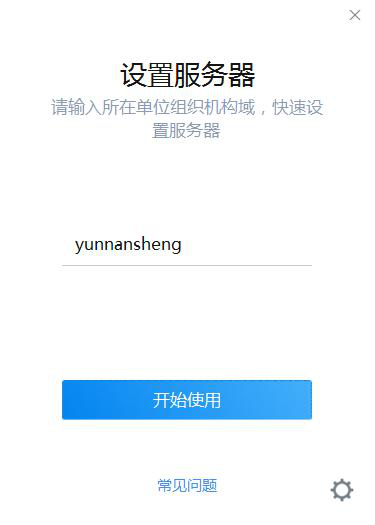 设置服务器
请输入所在单位组织机构域，快速设
置服务器
yunnansheng
开始使用
常见问题